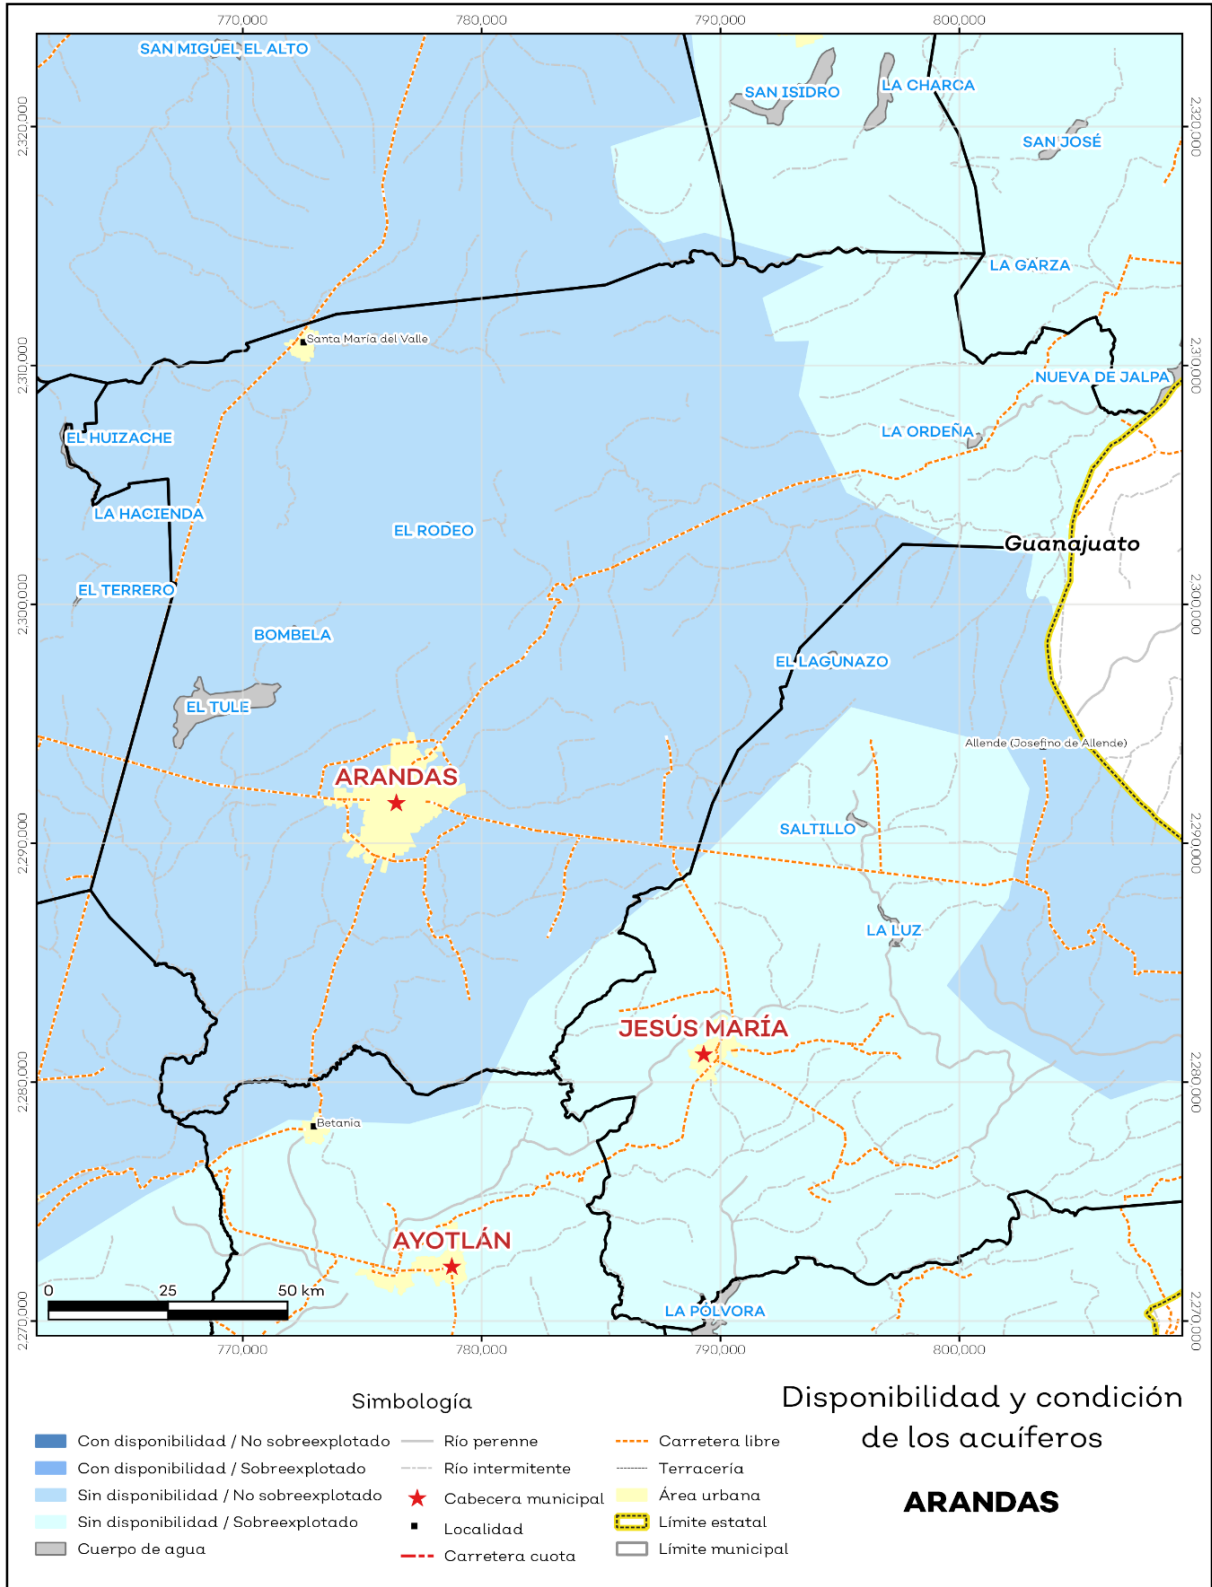 770,000
780,000
790,000
800,000
2,320,000
2,310,000
2,300,000
2,290,000
2,280,000
2,270,000
2,320,000
2,310,000
2,300,000
2,290,000
2,280,000
2,270,000
SAN MIGUEL EL ALTO
SAN ISIDRO
LA CHARCA
SAN JOSÉ
LA GARZA
Santa María del Valle
NUEVA DE JALPA
EL HUIZACHE
LA ORDEÑA
LA HACIENDA
EL RODEO
Guanajuato
EL TERRERO
BOMBELA
EL LAGUNAZO
EL TULE
Allende (Josefino de Allende)
ARANDAS
SALTILLO
LA LUZ
JESÚS MARÍA
Betania
AYOTLÁN
LA PÓLVORA
0 25 50 km
770,000
780,000
790,000
800,000
Simbología
Con disponibilidad / No sobreexplotado
Con disponibilidad / Sobreexplotado
Sin disponibilidad / No sobreexplotado
Sin disponibilidad / Sobreexplotado
Cuerpo de agua
Río perenne
Río intermitente
Cabecera municipal
Localidad
Carretera cuota
Carretera libre
Terracería
Área urbana
Límite estatal
Límite municipal
Disponibilidad y condición
de los acuíferos
ARANDAS